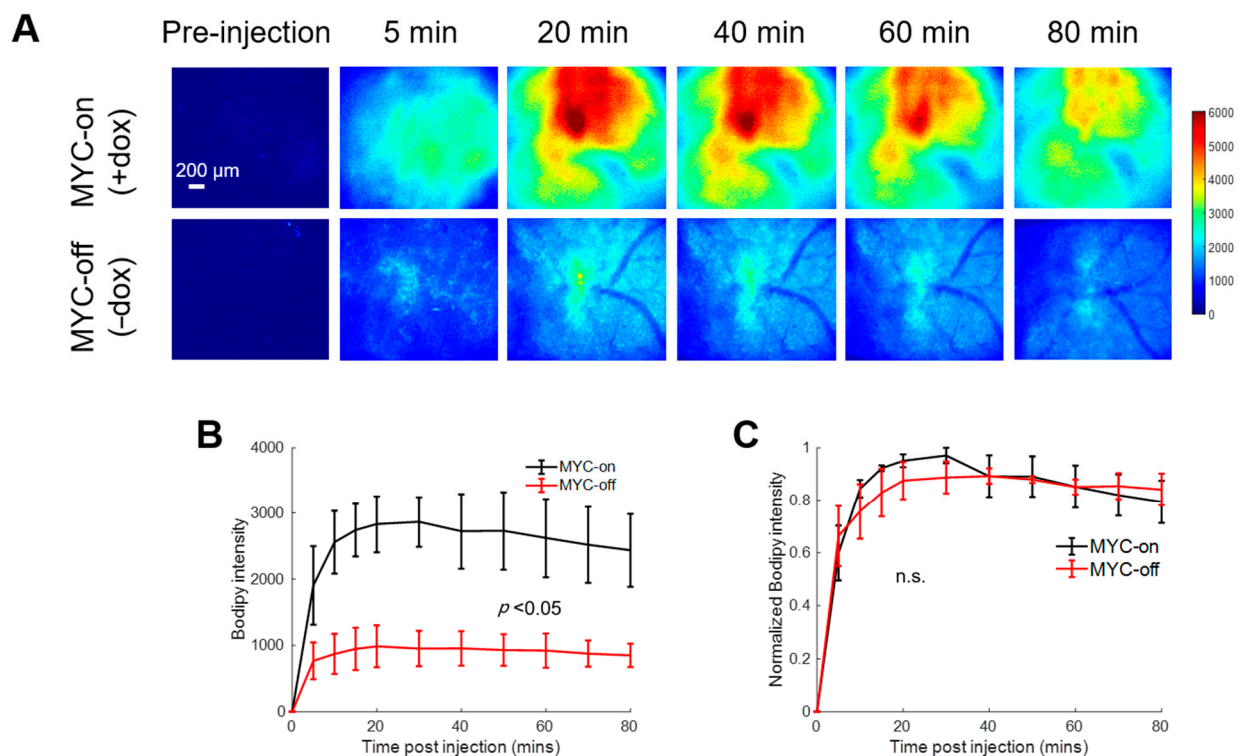 A
Pre-injection 5 min 20 min 40 min 60 min 80 min
MYC-on
(+dox)
200 µm
6000
5000
4000
3000
2000
1000
0
MYC-off
(–dox)
B
4000
3000
2000
1000
0
Bodipy intensity
MYC-on
MYC-off
p <0.05
0 20 40 60 80
Time post injection (mins)
C
1
0.8
0.6
0.4
0.2
0
Normalized Bodipy intensity
MYC-on
MYC-off
n.s.
0 20 40 60 80
Time post injection (mins)